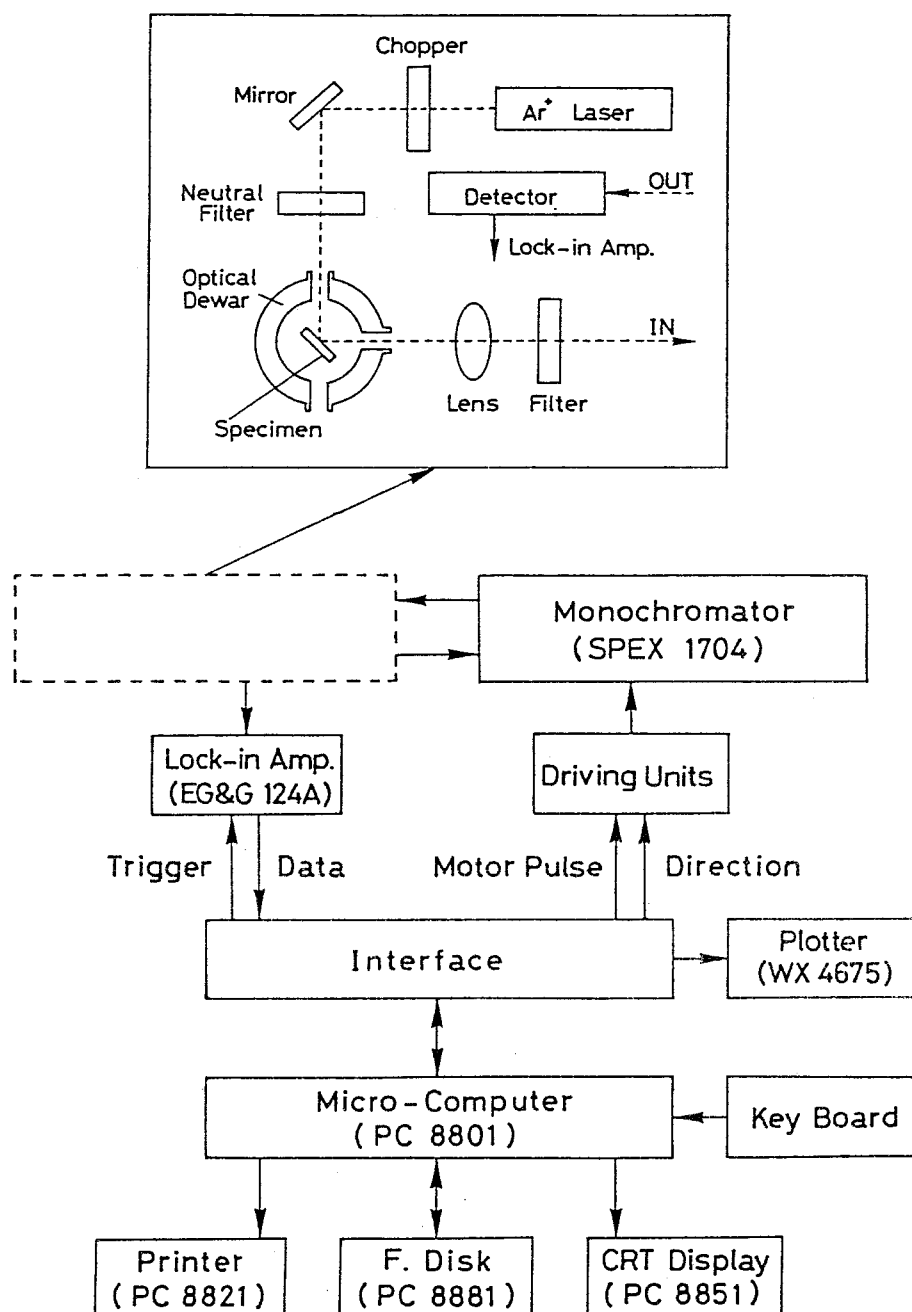 Chopper
Mirror
Ar+ Laser
Neutral
Filter
Detector
OUT
Lock-in Amp.
Optical
Dewar
IN
Lens
Filter
Specimen
Monochromator
(SPEX 1704)
Lock-in Amp.
(EG&G 124A)
Driving Units
Trigger
Data
Motor Pulse
Direction
Interface
Plotter
(WX 4675)
Micro-Computer
(PC 8801)
Key Board
Printer
(PC 8821)
F. Disk
(PC 8881)
CRT Display
(PC 8851)